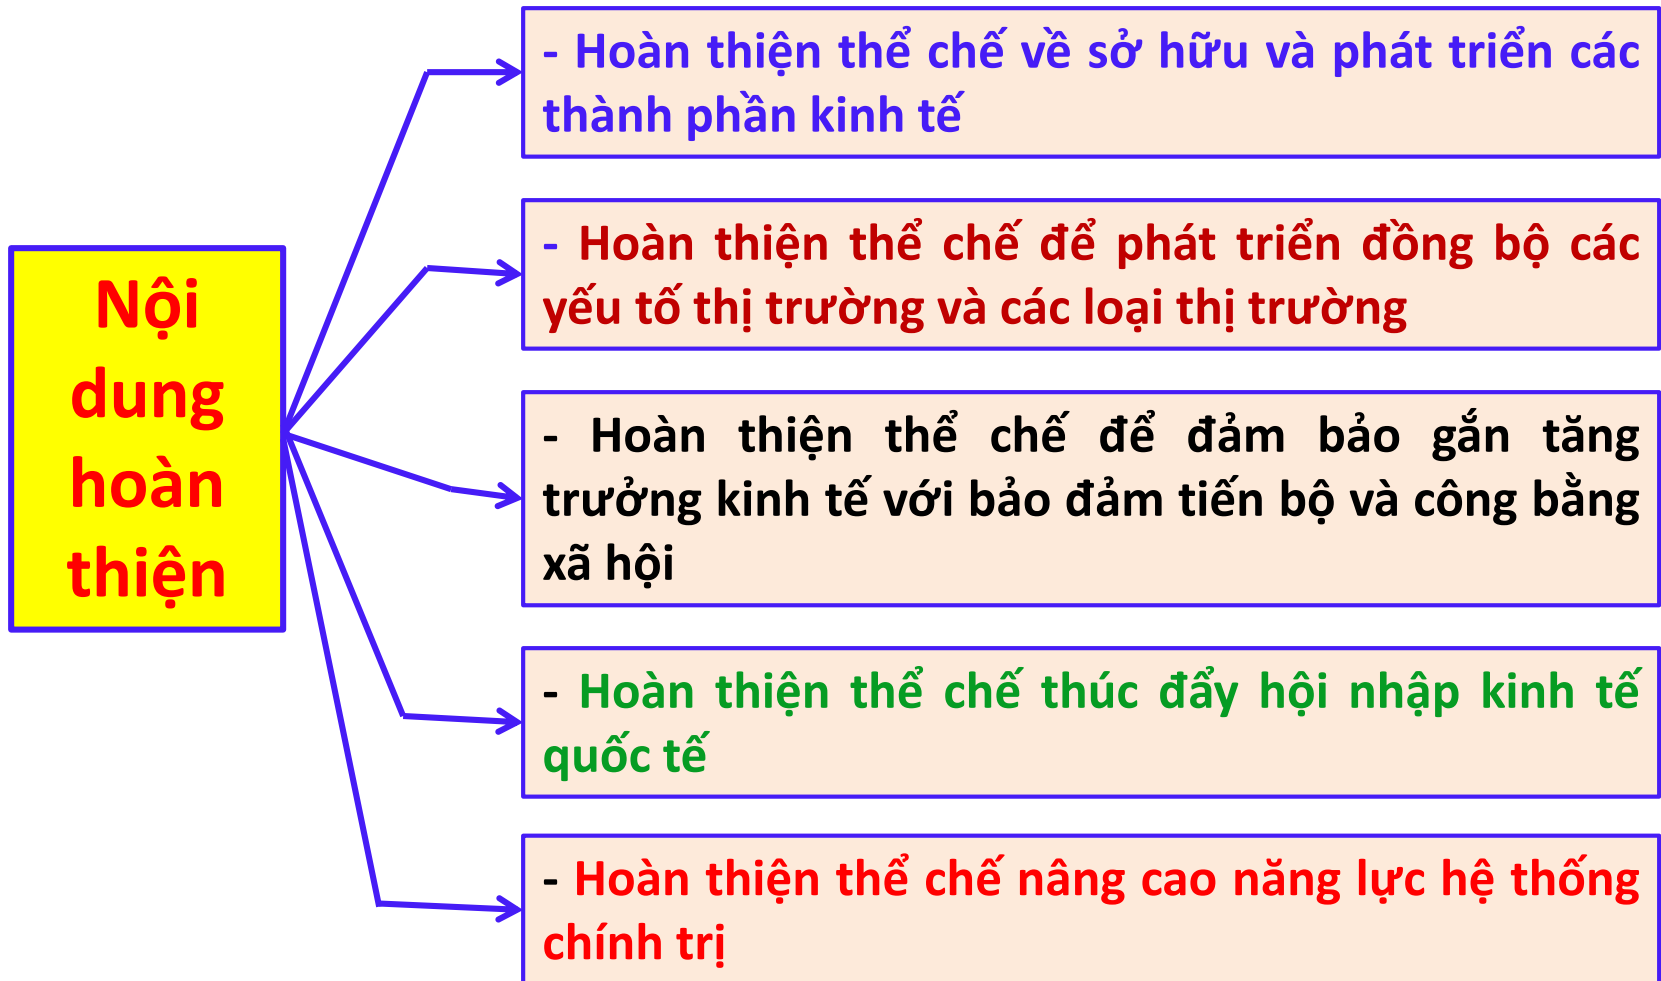 Nội
dung
hoàn
thiện
- Hoàn thiện thể chế về sở hữu và phát triển các
thành phần kinh tế
- Hoàn thiện thể chế để phát triển đồng bộ các
yếu tố thị trường và các loại thị trường
- Hoàn thiện thể chế để đảm bảo gắn tăng
trưởng kinh tế với bảo đảm tiến bộ và công bằng
xã hội
- Hoàn thiện thể chế thúc đẩy hội nhập kinh tế
quốc tế
- Hoàn thiện thể chế nâng cao năng lực hệ thống
chính trị